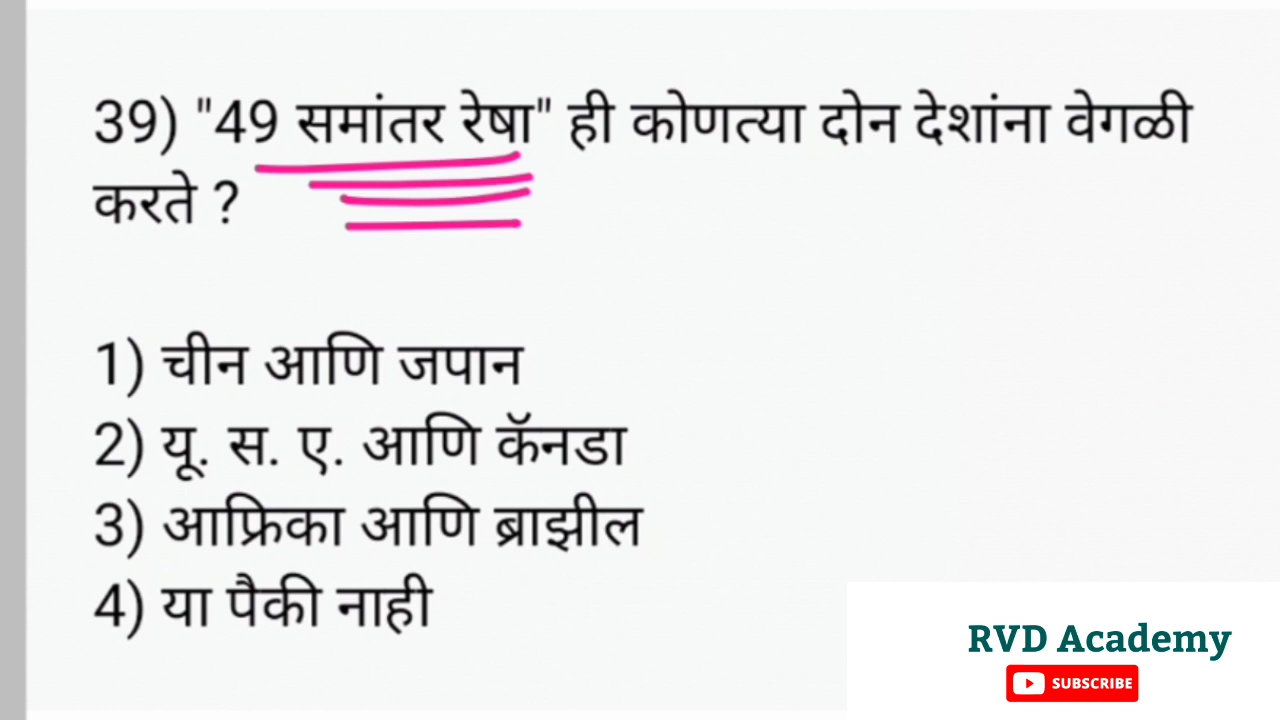 39) "49 समांतर रेषा" ही कोणत्या दोन देशांना वेगळी
करते ?
1) चीन आणि जपान
2) यू. स. ए. आणि कॅनडा
3) आफ्रिका आणि ब्राझील
4) या पैकी नाही
RVD Academy
SUBSCRIBE